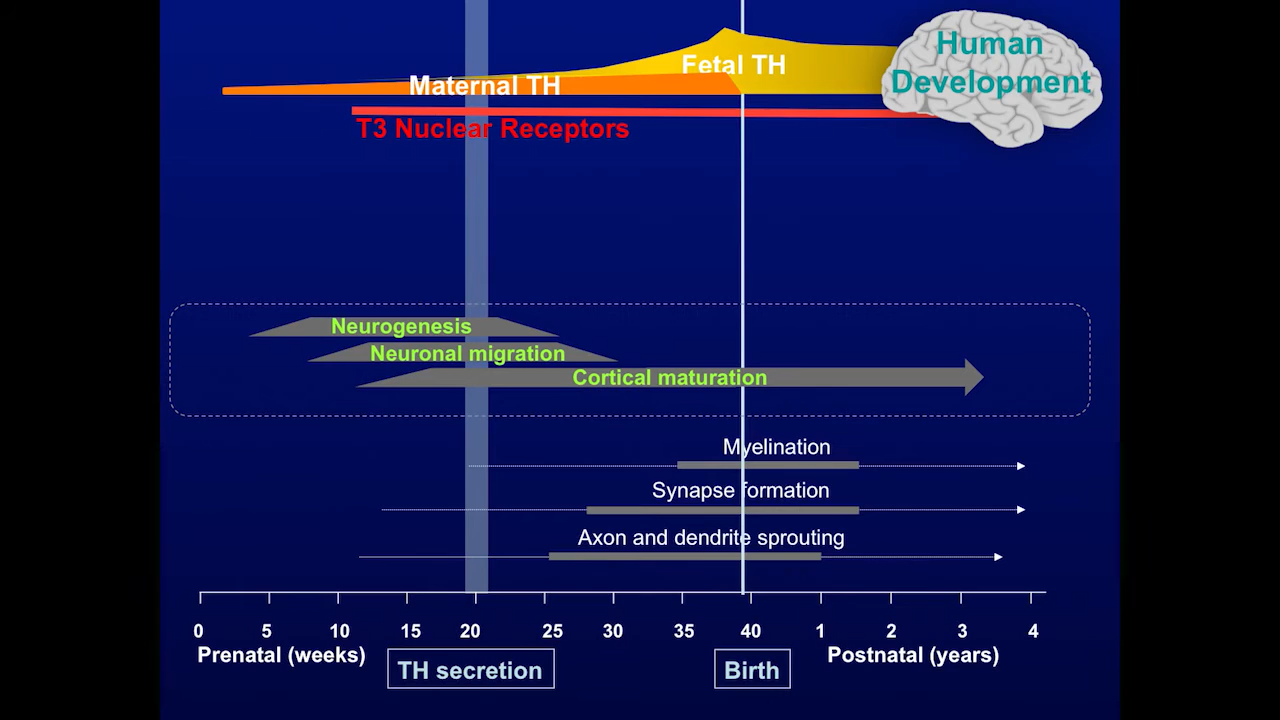 Human
Development
Fetal TH
Maternal TH
T3 Nuclear Receptors
Neurogenesis
Neuronal migration
Cortical maturation
Myelination
Synapse formation
Axon and dendrite sprouting
0 5 10 15 20 25 30 35 40 1 2 3 4
Prenatal (weeks) Postnatal (years)
TH secretion Birth